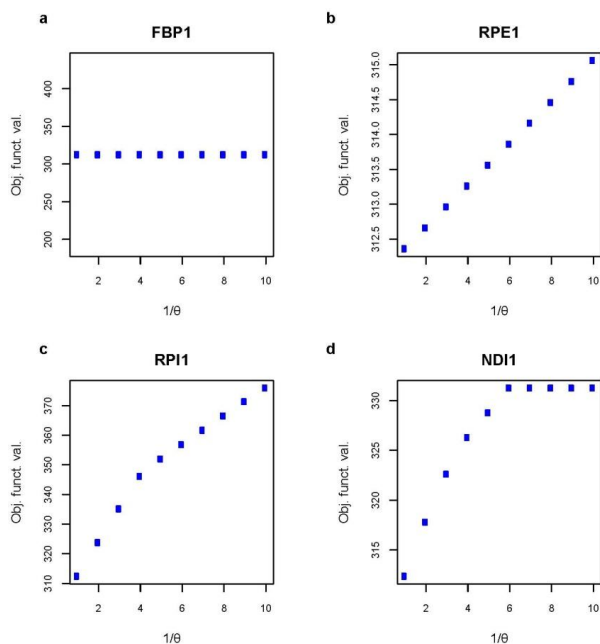 a
FBP1
Obj. funct. val.
400
350
300
250
200
2 4 6 8 10
1/θ
b
RPE1
Obj. funct. val.
315.0
314.5
314.0
313.5
313.0
312.5
2 4 6 8 10
1/θ
c
RPI1
Obj. funct. val.
370
360
350
340
330
320
310
2 4 6 8 10
1/θ
d
NDI1
Obj. funct. val.
330
325
320
315
2 4 6 8 10
1/θ